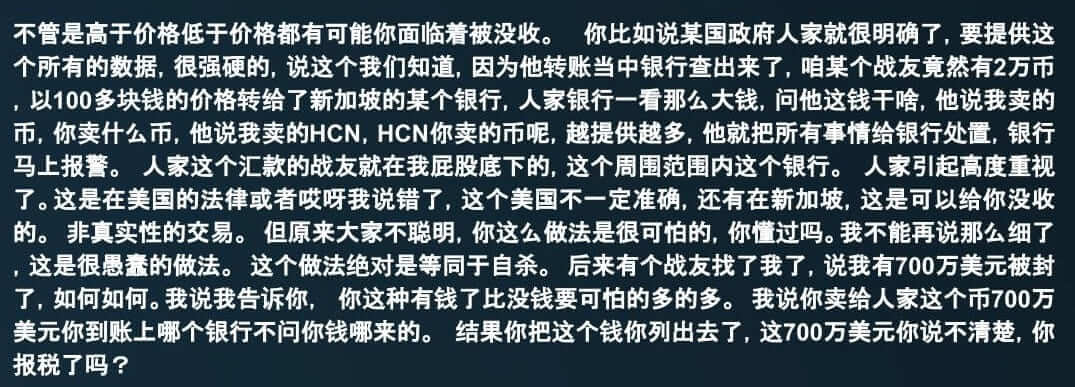 不管是高于价格低于价格都有可能你面临着被没收。 你比如说某国政府人家就很明确了, 要提供这
个所有的数据, 很强硬的, 说这个我们知道, 因为他转账当中银行查出来了, 咱某个战友竟然有2万币
, 以100多块钱的价格转给了新加坡的某个银行, 人家银行一看那么大钱, 问他这钱干啥, 他说我卖的
币, 你卖什么币, 他说我卖的HCN, HCN你卖的币呢, 越提供越多, 他就把所有事情给银行处置, 银行
马上报警。 人家这个汇款的战友就在我屁股底下的, 这个周围范围内这个银行。 人家引起高度重视
了。这是在美国的法律或者哎呀我说错了, 这个美国不一定准确, 还有在新加坡, 这是可以给你没收
的。 非真实性的交易。 但原来大家不聪明, 你这么做法是很可怕的, 你懂过吗。我不能再说那么细了
, 这是很愚蠢的做法。 这个做法绝对是等同于自杀。 后来有个战友找了我了, 说我有700万美元被封
了, 如何如何。我说我告诉你, 你这种有钱了比没钱要可怕的多的多。 我说你卖给人家这个币700万
美元你到账上哪个银行不问你钱哪来的。 结果你把这个钱你列出去了, 这700万美元你说不清楚, 你
报税了吗？